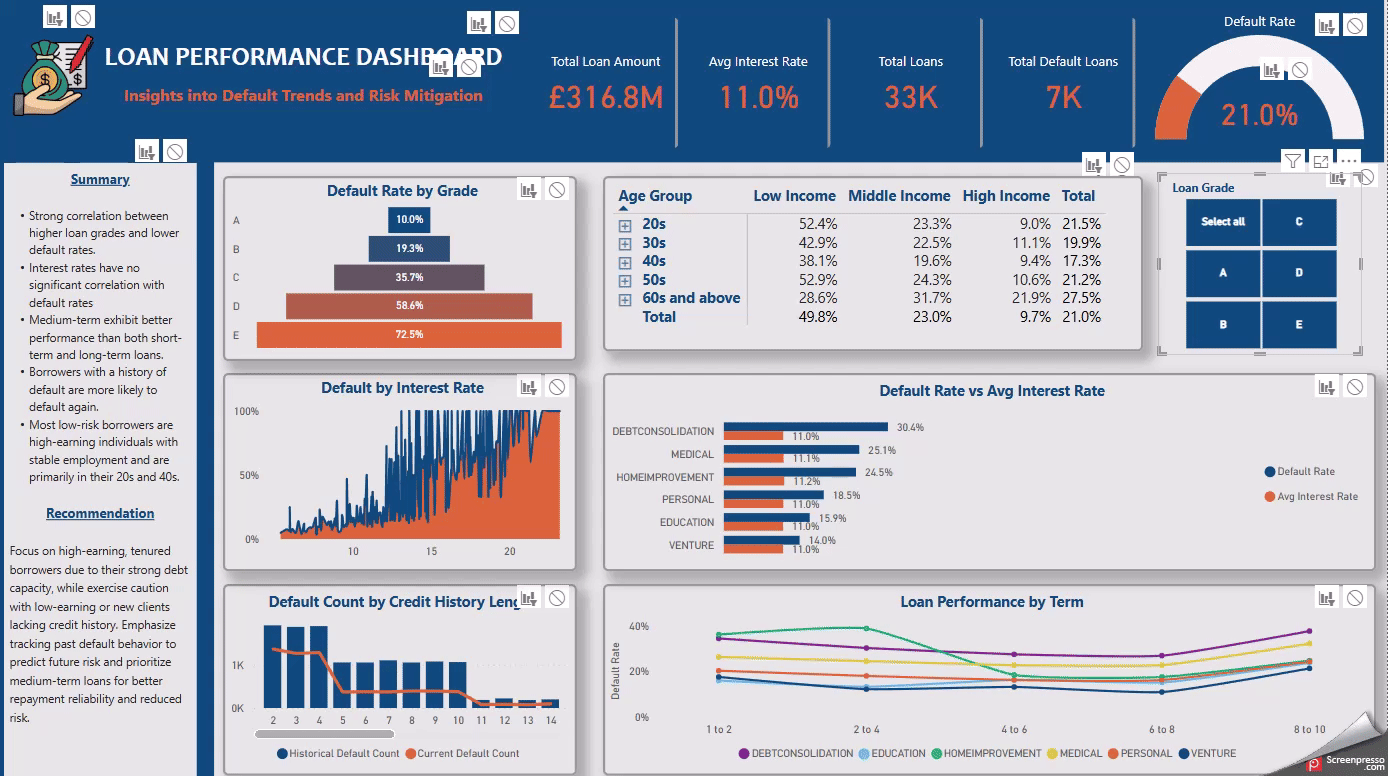 LOAN PERFORMANCE DASHBOARD
Insights into Default Trends and Risk Mitigation
Total Loan Amount
£316.8M
Avg Interest Rate
11.0%
Total Loans
33K
Total Default Loans
7K
Default Rate
21.0%
Summary
• Strong correlation between
higher loan grades and lower
default rates.
• Interest rates have no
significant correlation with
default rates
• Medium-term exhibit better
performance than both short-
term and long-term loans.
• Borrowers with a history of
default are more likely to
default again.
• Most low-risk borrowers are
high-earning individuals with
stable employment and are
primarily in their 20s and 40s.
Recommendation
Focus on high-earning, tenured
borrowers due to their strong debt
capacity, while exercise caution
with low-earning or new clients
lacking credit history. Emphasize
tracking past default behavior to
predict future risk and prioritize
medium-term loans for better
repayment reliability and reduced
risk.
Default Rate by Grade
A 10.0%
B 19.3%
C 35.7%
D 58.6%
E 72.5%
Age Group Low Income Middle Income High Income Total
20s 52.4% 23.3% 9.0% 21.5%
30s 42.9% 22.5% 11.1% 19.9%
40s 38.1% 19.6% 9.4% 17.3%
50s 52.9% 24.3% 10.6% 21.2%
60s and above 28.6% 31.7% 21.9% 27.5%
Total 49.8% 23.0% 9.7% 21.0%
Loan Grade
Select all C
A D
B E
Default by Interest Rate
100%
50%
0%
10 15 20
Default Rate vs Avg Interest Rate
DEBTCONSOLIDATION 30.4%
11.0%
MEDICAL 25.1%
11.1%
HOMEIMPROVEMENT 24.5%
11.2%
PERSONAL 18.5%
11.0%
EDUCATION 15.9%
11.0%
VENTURE 14.0%
11.0%
Default Rate
Avg Interest Rate
Default Count by Credit History Leng
1K
0K
2 3 4 5 6 7 8 9 10 11 12 13 14
Historical Default Count Current Default Count
Loan Performance by Term
Default Rate
40%
20%
0%
1 to 2 2 to 4 4 to 6 6 to 8 8 to 10
DEBTCONSOLIDATION EDUCATION HOMEIMPROVEMENT MEDICAL PERSONAL VENTURE
Screenpresso
.com